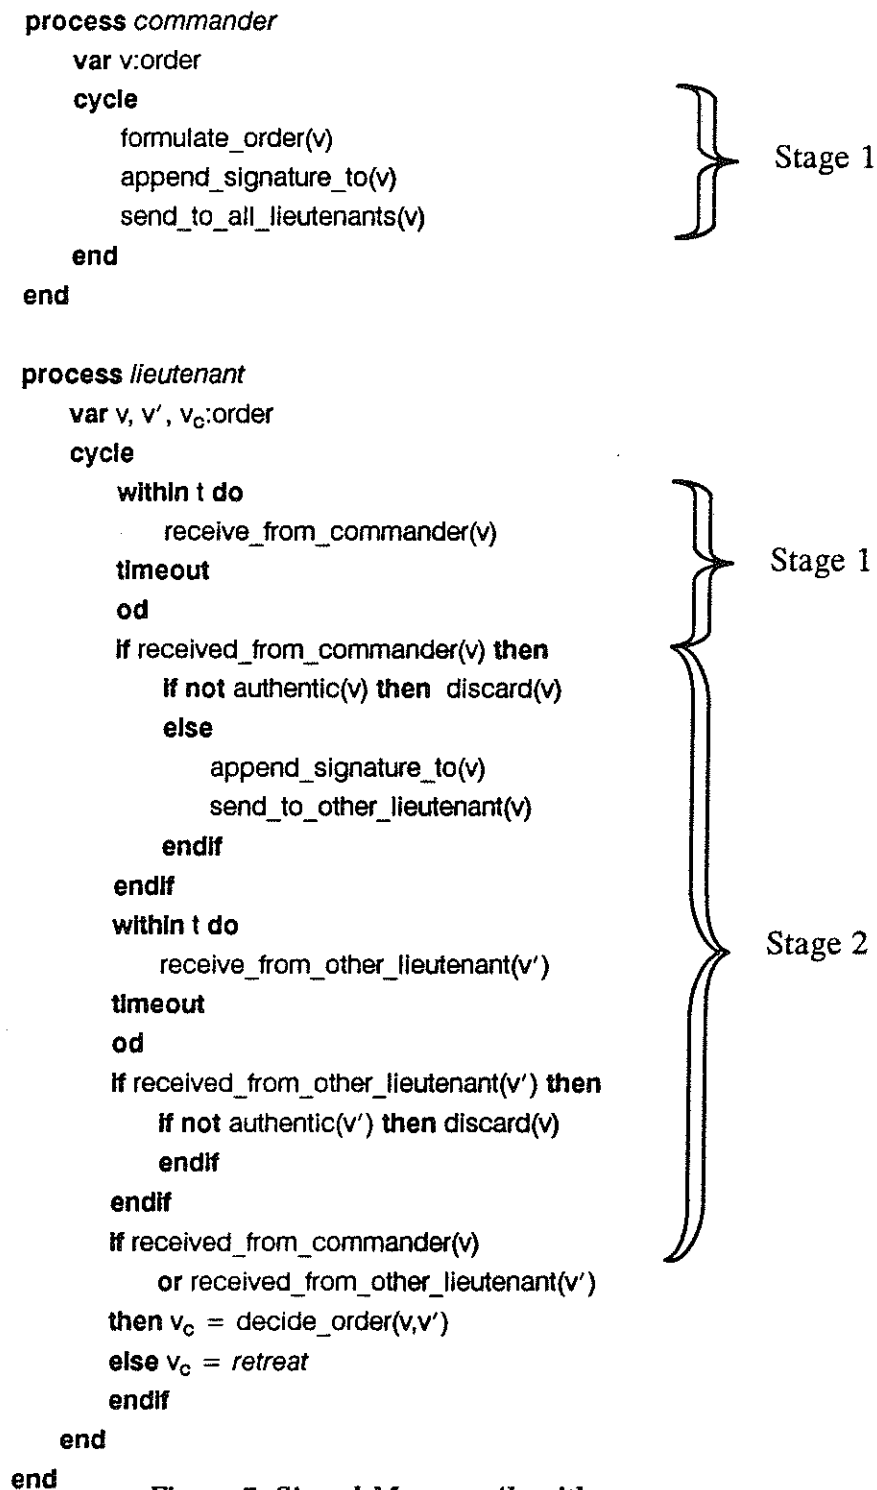 process commander
var v:order
cycle
formulate_order(v)
append_signature_to(v)
send_to_all_lieutenants(v)
end
end
Stage 1
process lieutenant
var v, v′, v_c:order
cycle
within t do
receive_from_commander(v)
timeout
od
Stage 1
if received_from_commander(v) then
if not authentic(v) then discard(v)
else
append_signature_to(v)
send_to_other_lieutenant(v)
endif
endif
within t do
receive_from_other_lieutenant(v′)
timeout
od
if received_from_other_lieutenant(v′) then
if not authentic(v′) then discard(v)
endif
endif
if received_from_commander(v)
or received_from_other_lieutenant(v′)
Stage 2
then v_c = decide_order(v,v′)
else v_c = retreat
endif
end
end